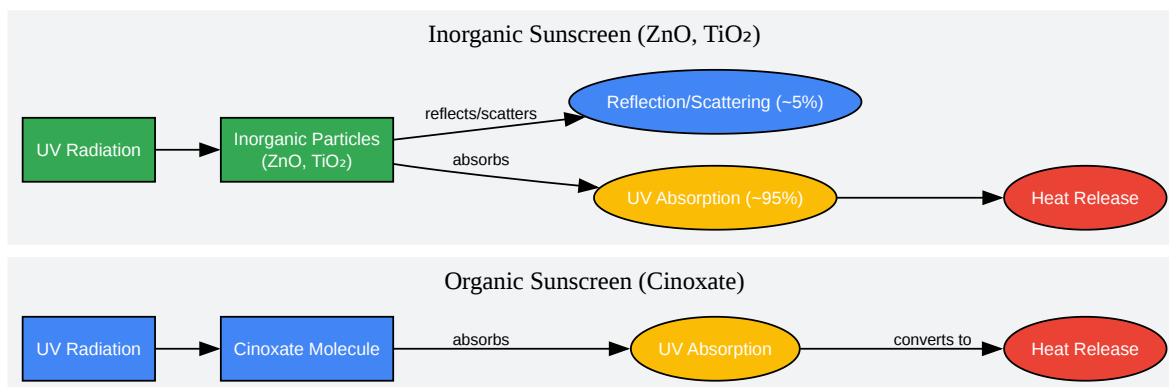 Inorganic Sunscreen (ZnO, TiO₂)
UV Radiation
Inorganic Particles
(ZnO, TiO₂)
reflects/scatters
Reflection/Scattering (~5%)
absorbs
UV Absorption (~95%)
Heat Release
Organic Sunscreen (Cinoxate)
UV Radiation
Cinoxate Molecule
absorbs
UV Absorption
converts to
Heat Release